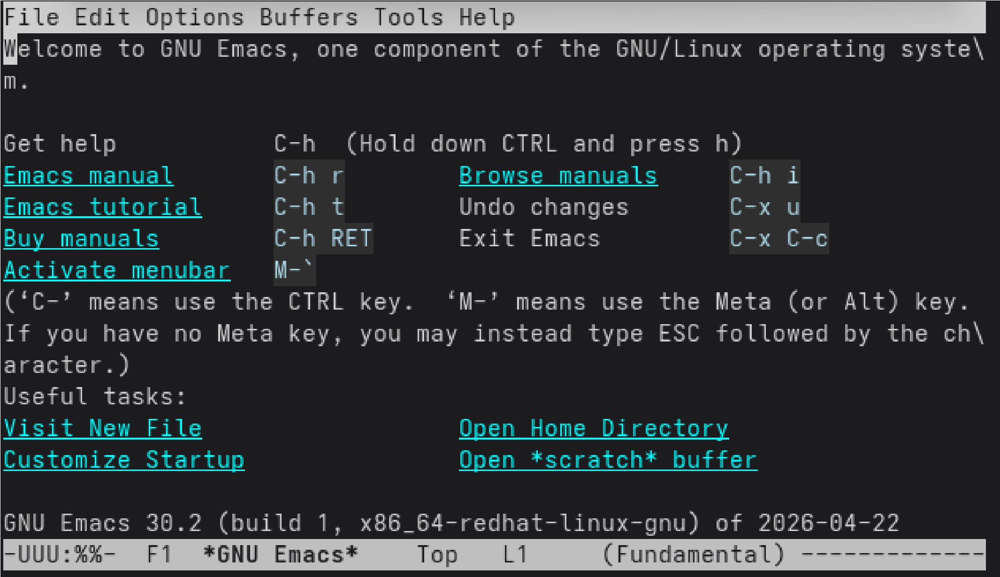 File Edit Options Buffers Tools Help
Welcome to GNU Emacs, one component of the GNU/Linux operating syste\
m.

Get help           C-h  (Hold down CTRL and press h)
Emacs manual       C-h r        Browse manuals     C-h i
Emacs tutorial     C-h t        Undo changes       C-x u
Buy manuals        C-h RET      Exit Emacs         C-x C-c
Activate menubar   M-`
(‘C-’ means use the CTRL key.  ‘M-’ means use the Meta (or Alt) key.
If you have no Meta key, you may instead type ESC followed by the ch\
aracter.)
Useful tasks:
Visit New File                  Open Home Directory
Customize Startup               Open *scratch* buffer

GNU Emacs 30.2 (build 1, x86_64-redhat-linux-gnu) of 2026-04-22
-UUU:%%-  F1  *GNU Emacs*    Top   L1     (Fundamental) -------------